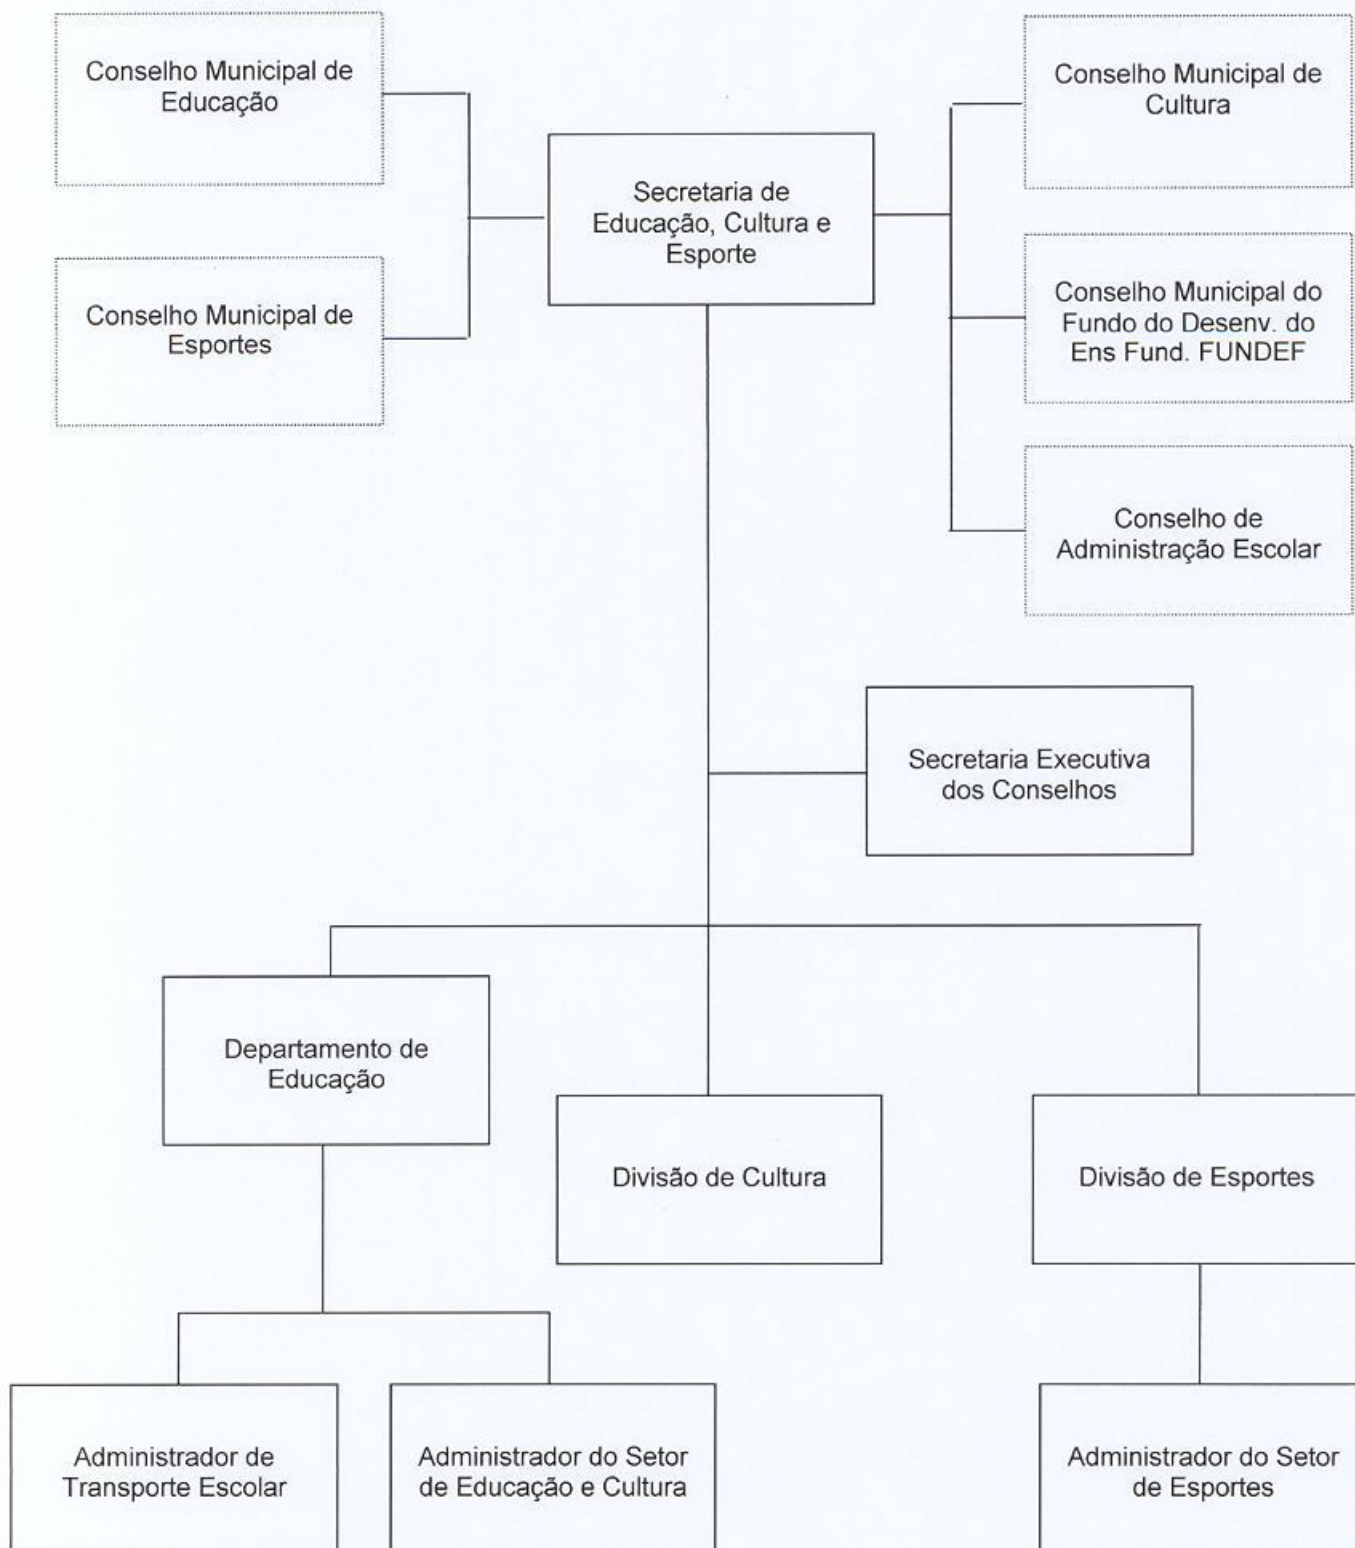 Conselho Municipal de
Educação
Conselho Municipal de
Cultura
Secretaria de
Educação, Cultura e
Esporte
Conselho Municipal de
Esportes
Conselho Municipal do
Fundo do Desenv. do
Ens Fund. FUNDEF
Conselho de
Administração Escolar
Secretaria Executiva
dos Conselhos
Departamento de
Educação
Divisão de Cultura
Divisão de Esportes
Administrador de
Transporte Escolar
Administrador do Setor
de Educação e Cultura
Administrador do Setor
de Esportes